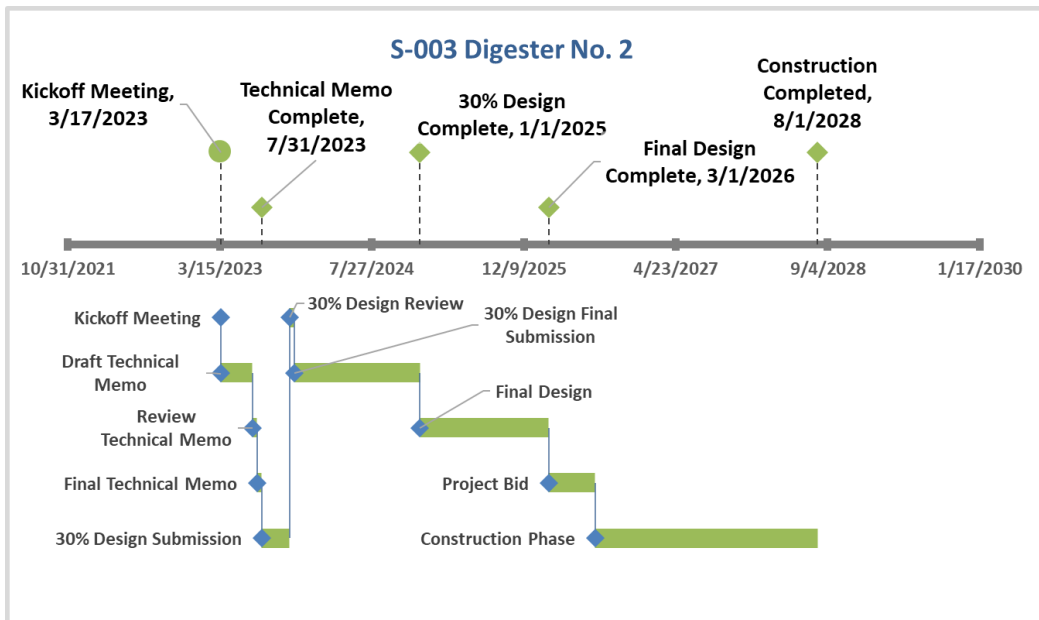 S-003 Digester No. 2
Kickoff Meeting,
3/17/2023
Technical Memo
Complete,
7/31/2023
30% Design
Complete, 1/1/2025
Final Design
Complete, 3/1/2026
Construction
Completed,
8/1/2028
10/31/2021
3/15/2023
7/27/2024
12/9/2025
4/23/2027
9/4/2028
1/17/2030
Kickoff Meeting
30% Design Review
30% Design Final
Submission
Draft Technical
Memo
Final Design
Review
Technical Memo
Final Technical Memo
Project Bid
30% Design Submission
Construction Phase